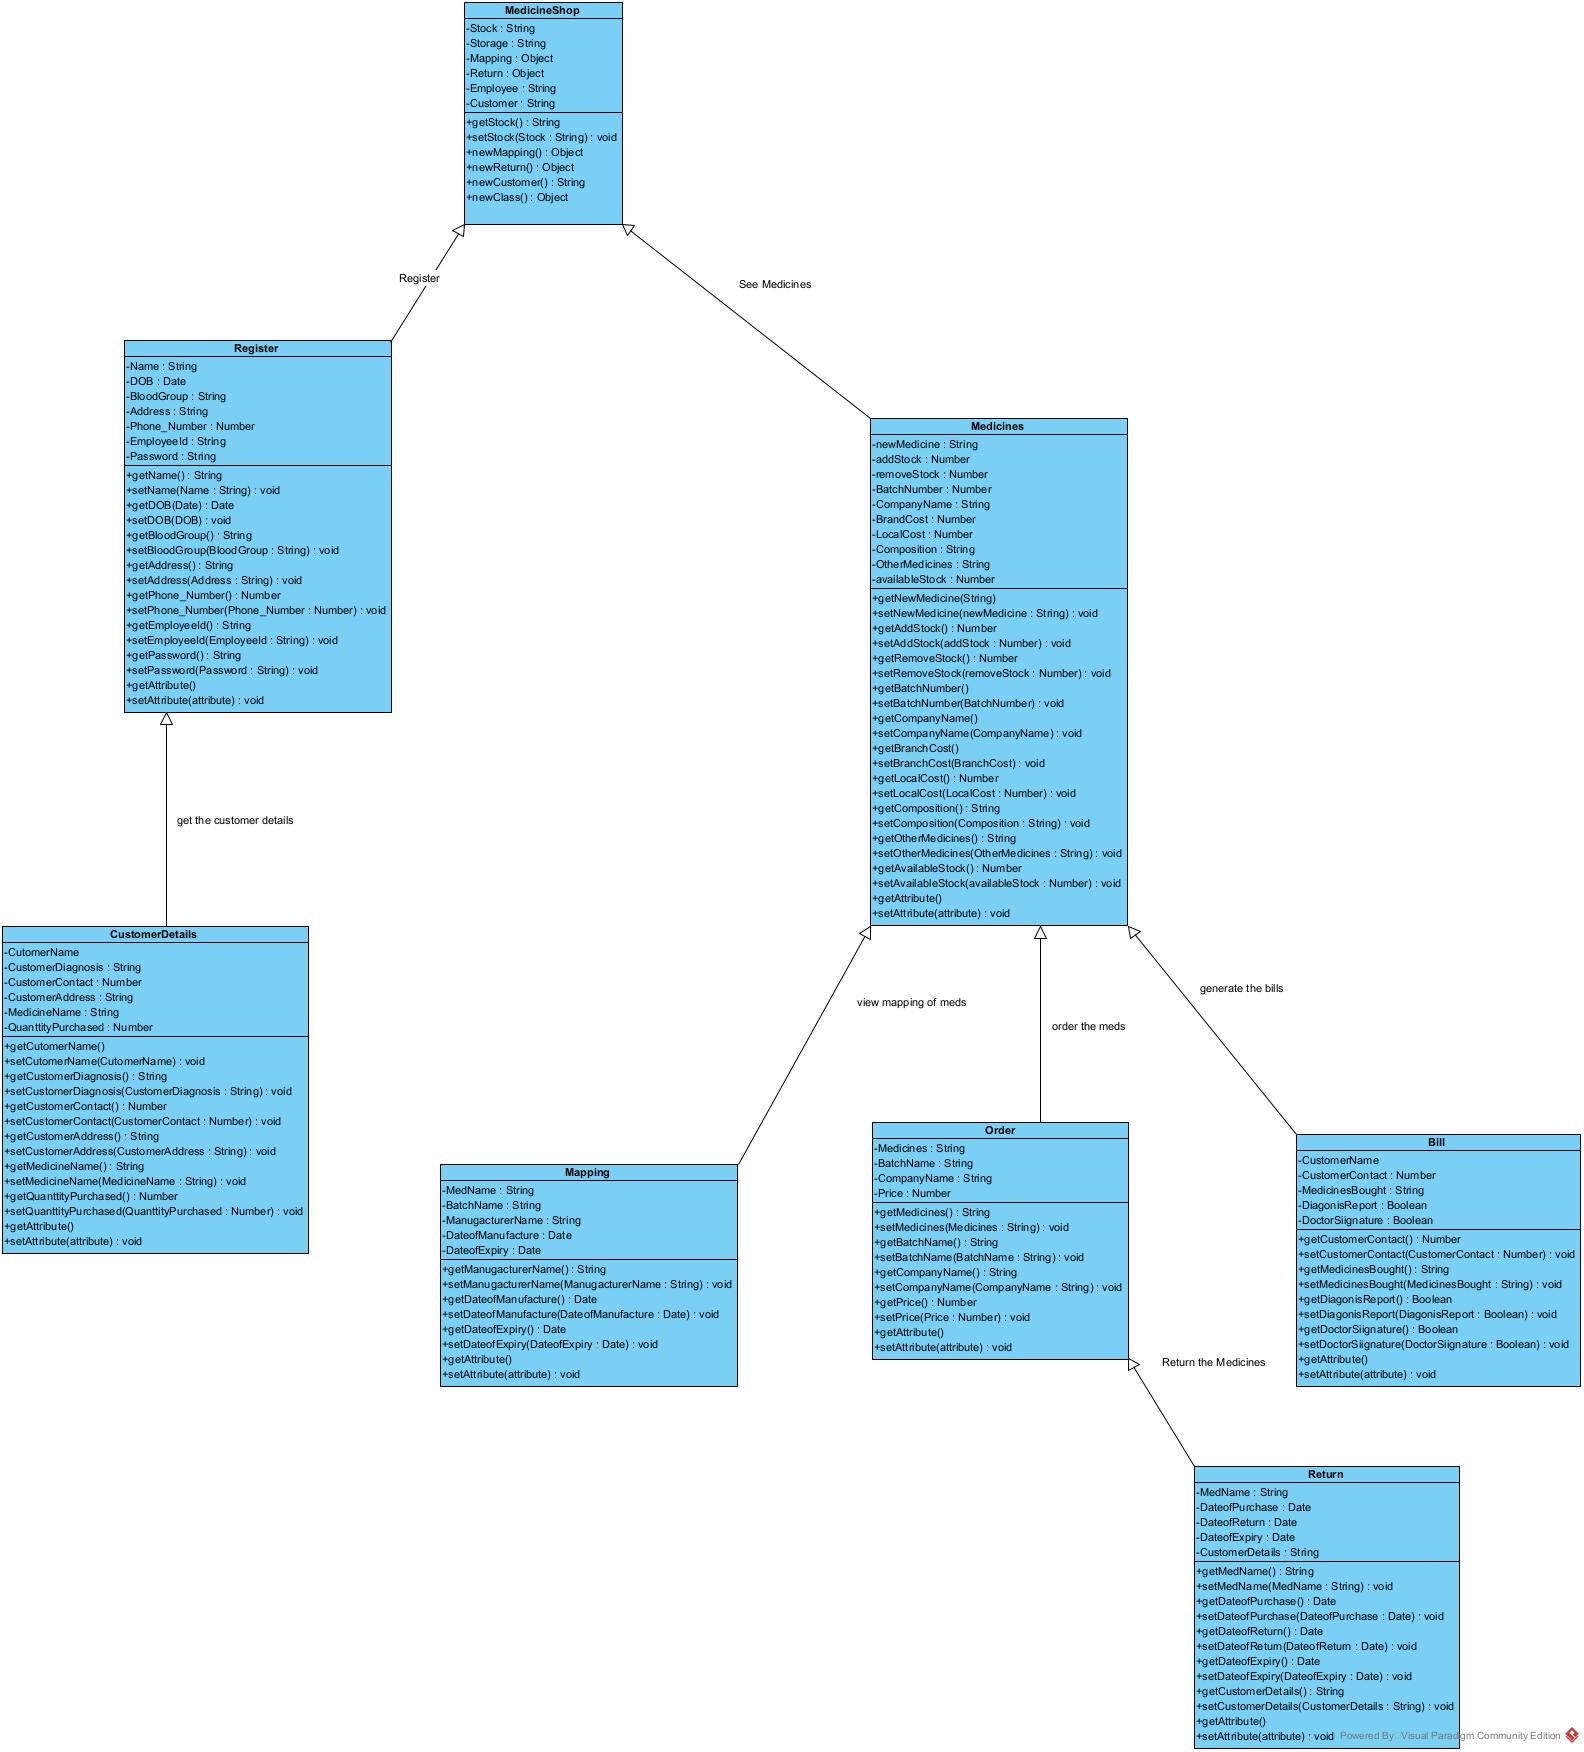 MedicineShop
-Stock : String
-Storage : String
-Mapping : Object
-Return : Object
-Employee : String
-Customer : String
+getStock() : String
+setStock(Stock : String) : void
+newMapping() : Object
+newReturn() : Object
+newCustomer() : String
+newClass() : Object
Register
See Medicines
Register
-Name : String
-DOB : Date
-BloodGroup : String
-Address : String
-Phone_Number : Number
-EmployeeId : String
-Password : String
+getName() : String
+setName(Name : String) : void
+getDOB(Date) : Date
+setDOB(DOB) : void
+getBloodGroup() : String
+setBloodGroup(BloodGroup : String) : void
+getAddress() : String
+setAddress(Address : String) : void
+getPhone_Number() : Number
+setPhone_Number(Phone_Number : Number) : void
+getEmployeeId() : String
+setEmployeeId(EmployeeId : String) : void
+getPassword() : String
+setPassword(Password : String) : void
+getAttribute()
+setAttribute(attribute) : void
Medicines
-newMedicine : String
-addStock : Number
-removeStock : Number
-BatchNumber : Number
-CompanyName : String
-BrandCost : Number
-LocalCost : Number
-Composition : String
-OtherMedicines : String
-availableStock : Number
+getNewMedicine(String)
+setNewMedicine(newMedicine : String) : void
+getAddStock() : Number
+setAddStock(addStock : Number) : void
+getRemoveStock() : Number
+setRemoveStock(removeStock : Number) : void
+getBatchNumber()
+setBatchNumber(BatchNumber) : void
+getCompanyName()
+setCompanyName(CompanyName) : void
+getBranchCost()
+setBranchCost(BranchCost) : void
+getLocalCost() : Number
+setLocalCost(LocalCost : Number) : void
+getComposition() : String
+setComposition(Composition : String) : void
+getOtherMedicines() : String
+setOtherMedicines(OtherMedicines : String) : void
+getAvailableStock() : Number
+setAvailableStock(availableStock : Number) : void
+getAttribute()
+setAttribute(attribute) : void
get the customer details
CustomerDetails
-CutomerName
-CustomerDiagnosis : String
-CustomerContact : Number
-CustomerAddress : String
-MedicineName : String
-QuanttityPurchased : Number
+getCutomerName()
+setCutomerName(CutomerName) : void
+getCustomerDiagnosis() : String
+setCustomerDiagnosis(CustomerDiagnosis : String) : void
+getCustomerContact() : Number
+setCustomerContact(CustomerContact : Number) : void
+getCustomerAddress() : String
+setCustomerAddress(CustomerAddress : String) : void
+getMedicineName() : String
+setMedicineName(MedicineName : String) : void
+getQuanttityPurchased() : Number
+setQuanttityPurchased(QuanttityPurchased : Number) : void
+getAttribute()
+setAttribute(attribute) : void
view mapping of meds
order the meds
generate the bills
Mapping
-MedName : String
-BatchName : String
-ManugacturerName : String
-DateofManufacture : Date
-DateofExpiry : Date
+getManugacturerName() : String
+setManugacturerName(ManugacturerName : String) : void
+getDateofManufacture() : Date
+setDateofManufacture(DateofManufacture : Date) : void
+getDateofExpiry() : Date
+setDateofExpiry(DateofExpiry : Date) : void
+getAttribute()
+setAttribute(attribute) : void
Order
-Medicines : String
-BatchName : String
-CompanyName : String
-Price : Number
+getMedicines() : String
+setMedicines(Medicines : String) : void
+getBatchName() : String
+setBatchName(BatchName : String) : void
+getCompanyName() : String
+setCompanyName(CompanyName : String) : void
+getPrice() : Number
+setPrice(Price : Number) : void
+getAttribute()
+setAttribute(attribute) : void
Bill
-CustomerName
-CustomerContact : Number
-MedicinesBought : String
-DiagonisReport : Boolean
-DoctorSiignature : Boolean
+getCustomerContact() : Number
+setCustomerContact(CustomerContact : Number) : void
+getMedicinesBought() : String
+setMedicinesBought(MedicinesBought : String) : void
+getDiagonisReport() : Boolean
+setDiagonisReport(DiagonisReport : Boolean) : void
+getDoctorSiignature() : Boolean
+setDoctorSiignature(DoctorSiignature : Boolean) : void
+getAttribute()
+setAttribute(attribute) : void
Return the Medicines
Return
-MedName : String
-DateofPurchase : Date
-DateofReturn : Date
-DateofExpiry : Date
-CustomerDetails : String
+getMedName() : String
+setMedName(MedName : String) : void
+getDateofPurchase() : Date
+setDateofPurchase(DateofPurchase : Date) : void
+getDateofReturn() : Date
+setDateofReturn(DateofReturn : Date) : void
+getDateofExpiry() : Date
+setDateofExpiry(DateofExpiry : Date) : void
+getCustomerDetails() : String
+setCustomerDetails(CustomerDetails : String) : void
+getAttribute()
+setAttribute(attribute) : void
Powered By Visual Paradigm Community Edition